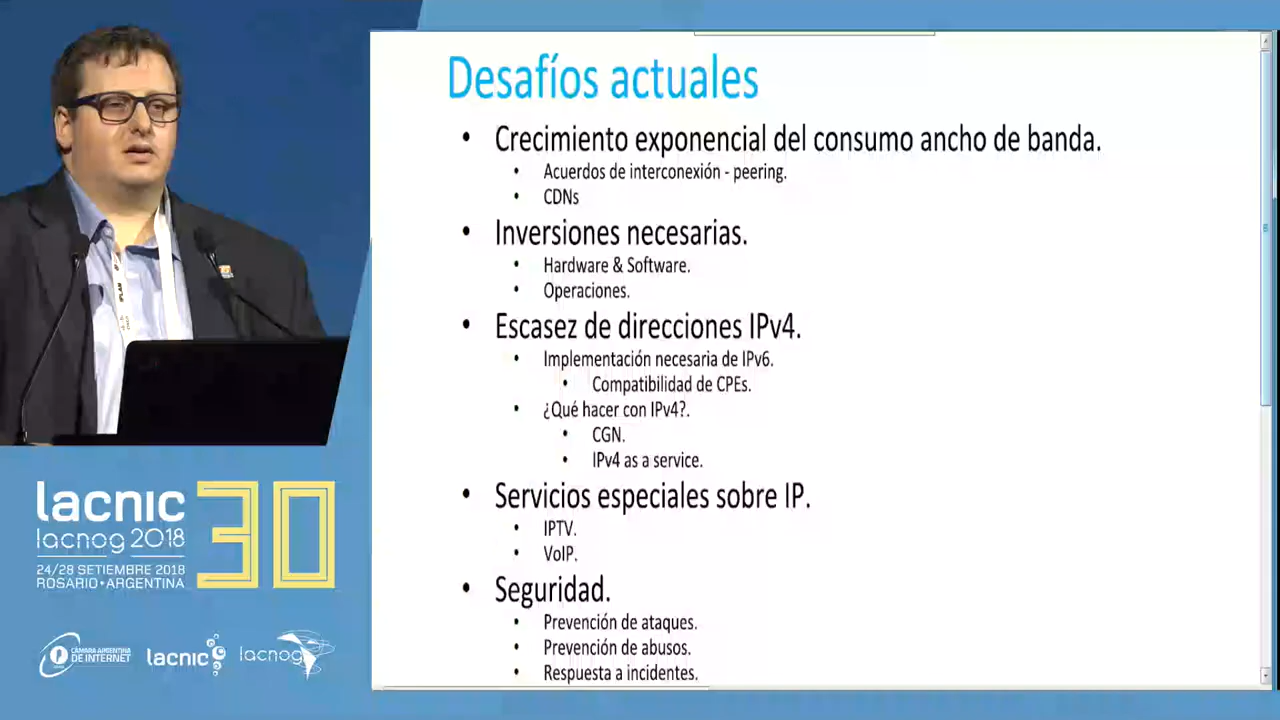 Desafíos actuales
• Crecimiento exponencial del consumo ancho de banda.
• Acuerdos de interconexión - peering.
• CDNs
• Inversiones necesarias.
• Hardware & Software.
• Operaciones.
• Escasez de direcciones IPv4.
• Implementación necesaria de IPv6.
• Compatibilidad de CPEs.
• ¿Qué hacer con IPv4?.
• CGN.
• IPv4 as a service.
• Servicios especiales sobre IP.
• IPTV.
• VoIP.
• Seguridad.
• Prevención de ataques.
• Prevención de abusos.
• Respuesta a incidentes.
lacnic 30
lacnog 2018
24/28 SETIEMBRE 2018
ROSARIO • ARGENTINA
CÁMARA ARGENTINA
DE INTERNET
lacnic
lacnog